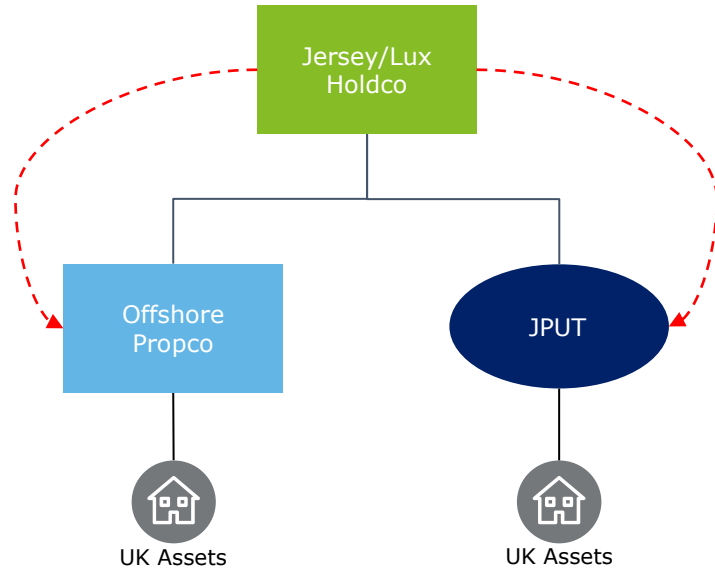 Jersey/Lux
Holdco
Offshore
Propco
JPUT
UK Assets
UK Assets